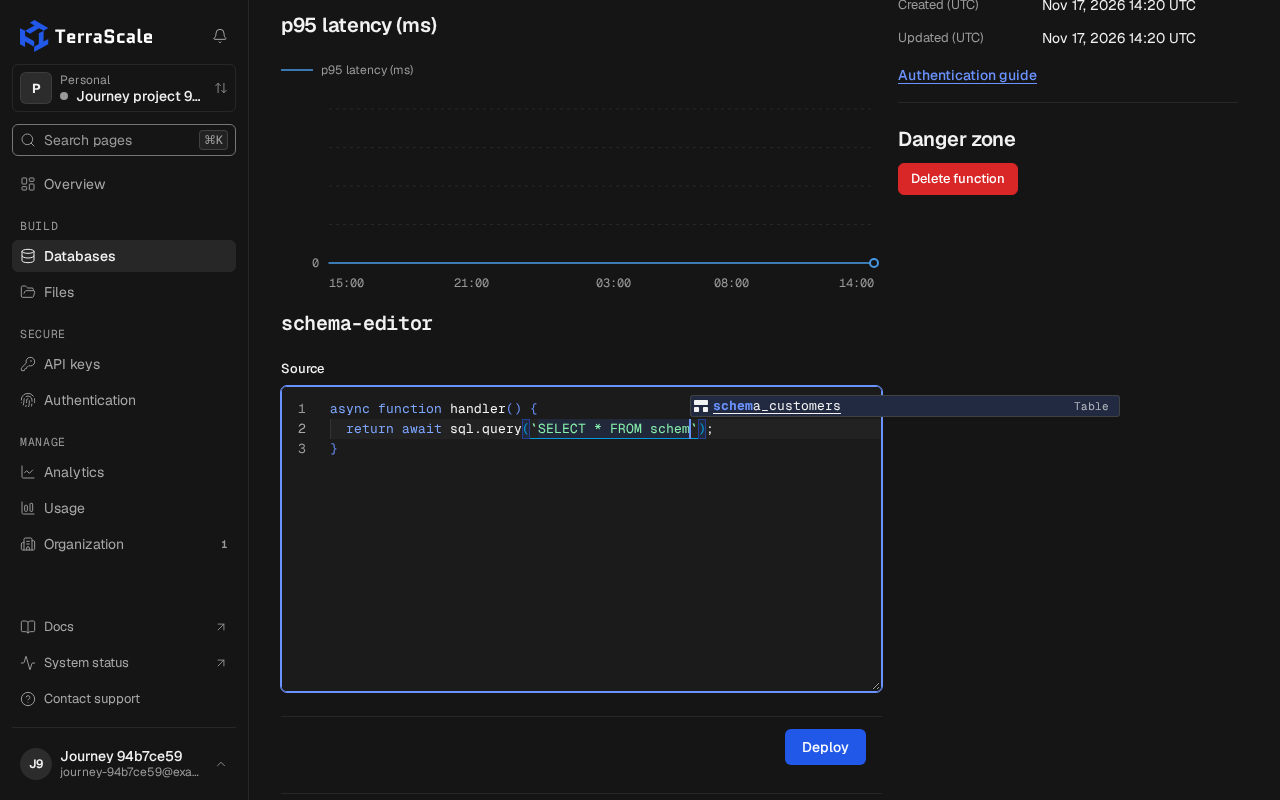 TerraScale
Personal
P
Journey project 9…
Search pages
⌘K
Overview
BUILD
Databases
Files
SECURE
API keys
Authentication
MANAGE
Analytics
Usage
Organization
1
Docs
System status
Contact support
J9
Journey 94b7ce59
journey-94b7ce59@exa…
p95 latency (ms)
p95 latency (ms)
0
15:00 21:00 03:00 08:00 14:00
schema-editor
Source
1 async function handler() {
2 return await sql.query(`SELECT * FROM schem`);
3 }
schema_customers Table
Deploy
Created (UTC) Nov 17, 2026 14:20 UTC
Updated (UTC) Nov 17, 2026 14:20 UTC
Authentication guide
Danger zone
Delete function